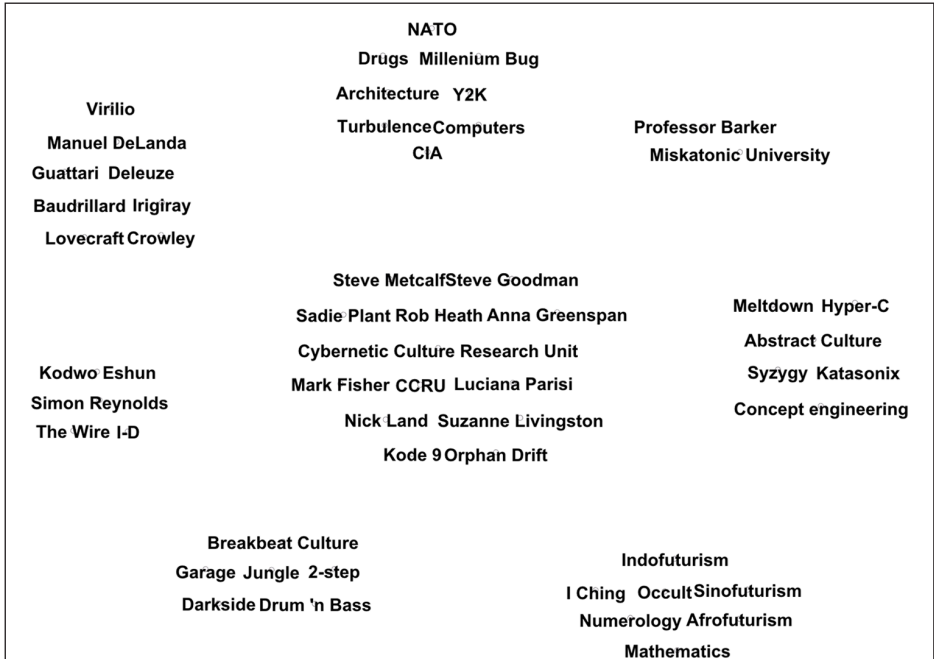 NATO
Drugs Millenium Bug
Architecture Y2K
Turbulence Computers
CIA
Virilio
Manuel DeLanda
Guattari Deleuze
Baudrillard Irigiray
Lovecraft Crowley
Professor Barker
Miskatonic University
Steve Metcalf Steve Goodman
Sadie Plant Rob Heath Anna Greenspan
Cybernetic Culture Research Unit
Mark Fisher CCRU Luciana Parisi
Nick Land Suzanne Livingston
Kode 9 Orphan Drift
Meltdown Hyper-C
Abstract Culture
Syzygy Katasonix
Concept engineering
Kodwo Eshun
Simon Reynolds
The Wire I-D
Breakbeat Culture
Garage Jungle 2-step
Darkside Drum 'n Bass
Indofuturism
I Ching Occult Sinofuturism
Numerology Afrofuturism
Mathematics